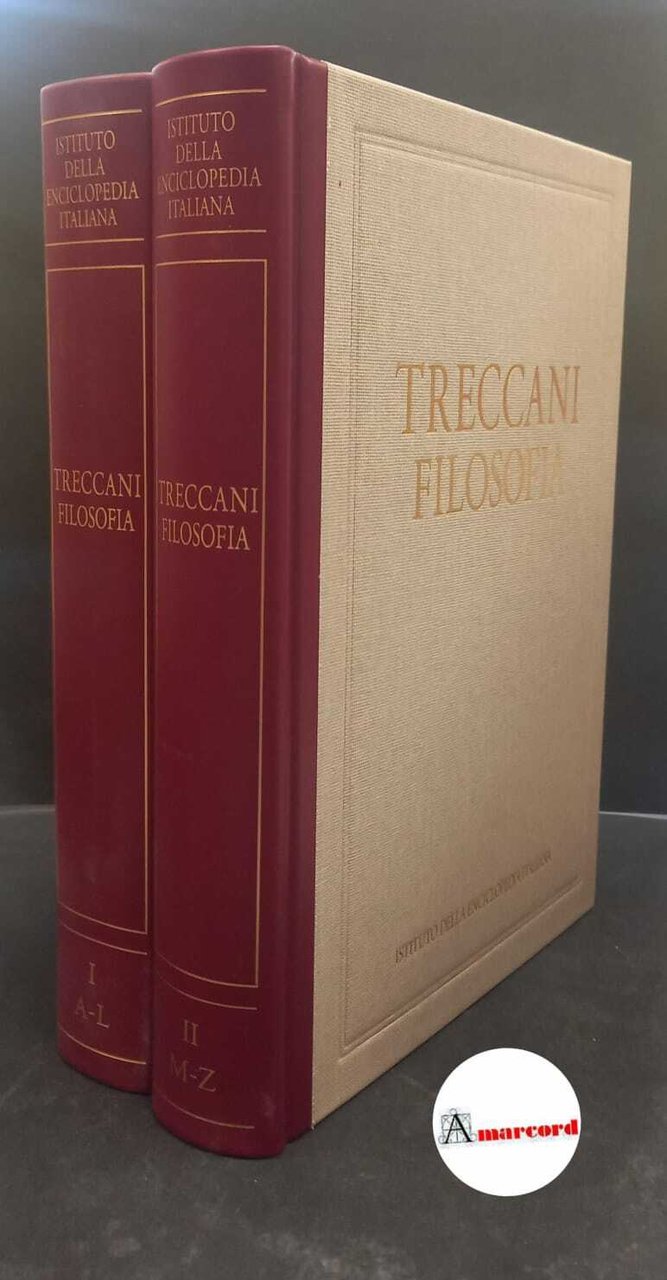 ISTITUTO
DELLA
ENCICLOPEDIA
ITALIANA
TRECCANI
FILOSOFIA
I
A-L
ISTITUTO
DELLA
ENCICLOPEDIA
ITALIANA
TRECCANI
FILOSOFIA
II
M-Z
TRECCANI
FILOSOFIA
ISTITUTO DELLA ENCICLOPEDIA ITALIANA
Amarcord